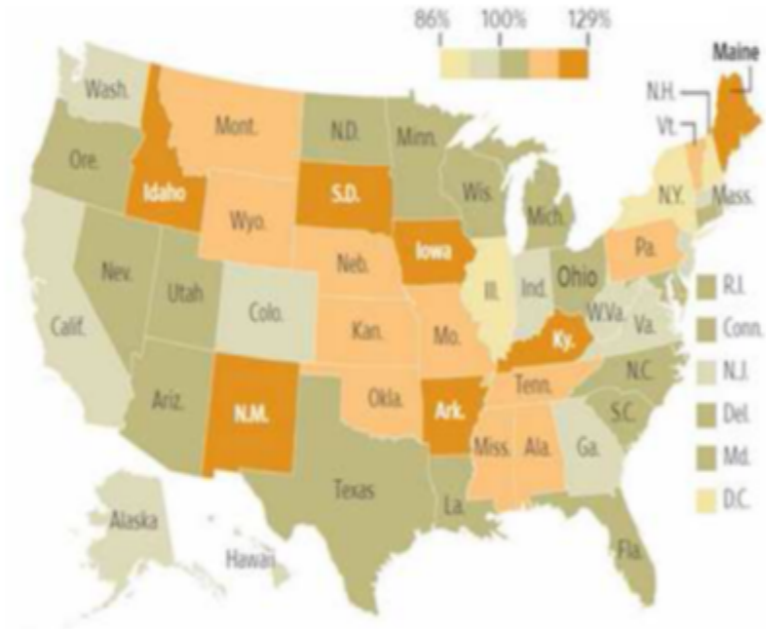 86% 100% 129%
Maine
N.H.
Vt.
Wash.
Mont.
N.D.
Minn.
Ore.
Idaho
S.D.
Wis.
Mich.
N.Y.
Mass.
Wyo.
Iowa
Pa.
Neb.
Nev.
Utah
Colo.
Ill.
Ind.
Ohio
R.I.
W.Va.
Va.
Calif.
Kan.
Mo.
Ky.
Conn.
N.J.
Ariz.
N.M.
Okla.
Ark.
Tenn.
N.C.
S.C.
Del.
Miss.
Ala.
Ga.
Md.
Texas
La.
D.C.
Alaska
Hawaii
Fla.